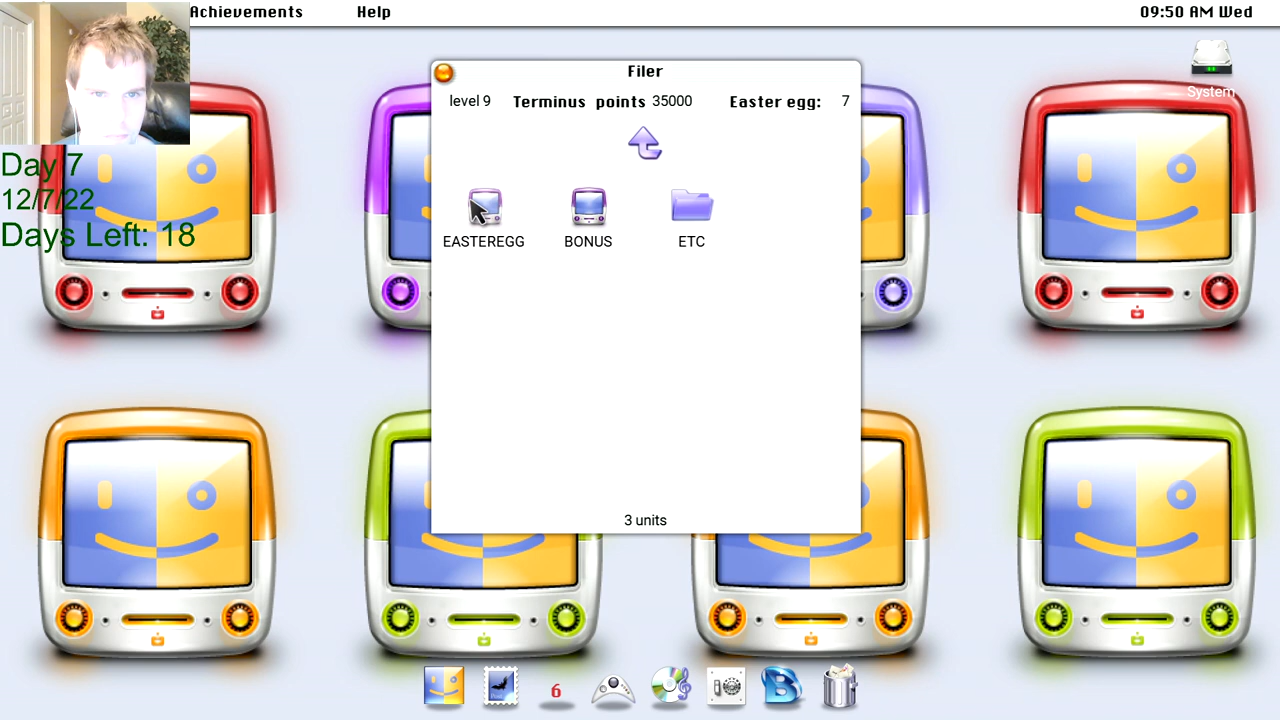 Achievements Help 09:50 AM Wed
Filer
level 9 Terminus points 35000 Easter egg: 7
System
Day 7
12/7/22
Days Left: 18
EASTEREGG BONUS ETC
3 units
6
B